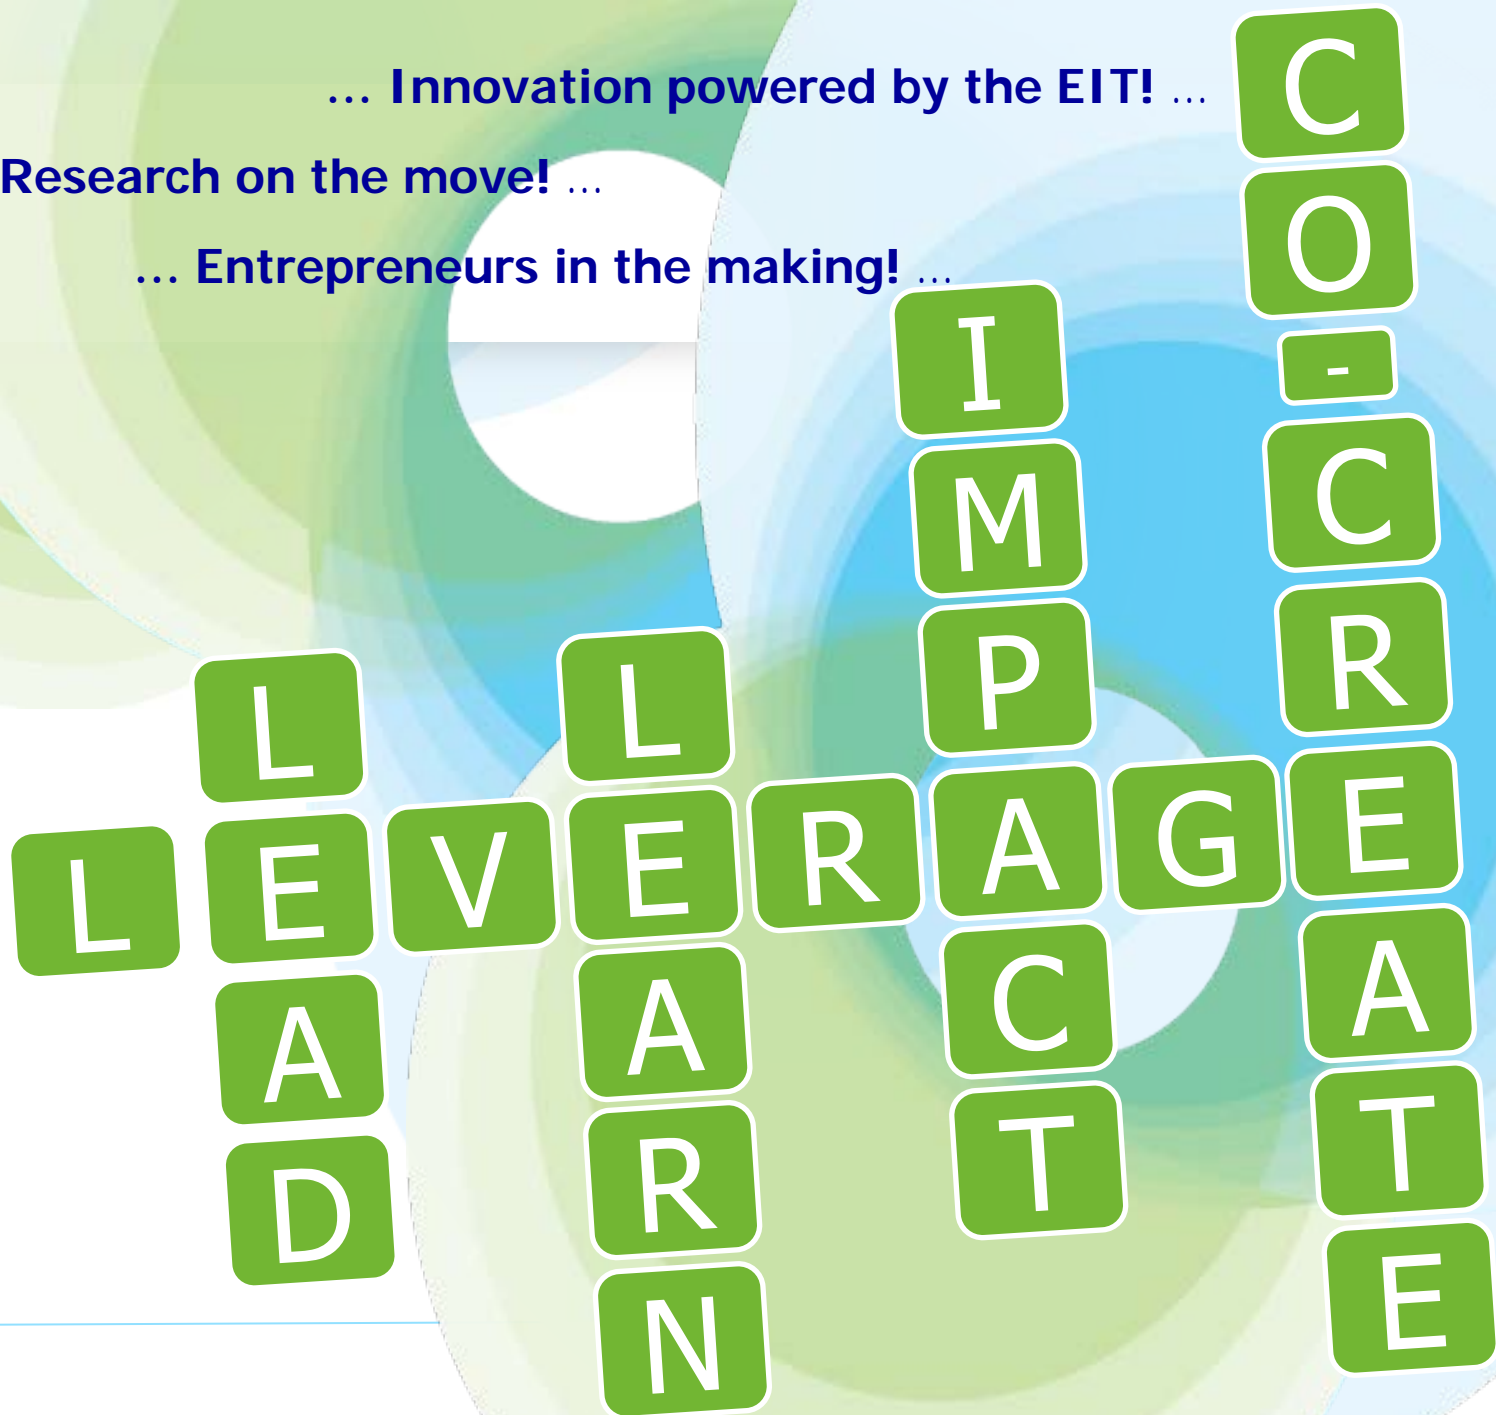 ... Innovation powered by the EIT! ...
Research on the move! ...
... Entrepreneurs in the making! ...
LEVERAGE
LEAD
LEARN
IMPACT
CO-CREATE